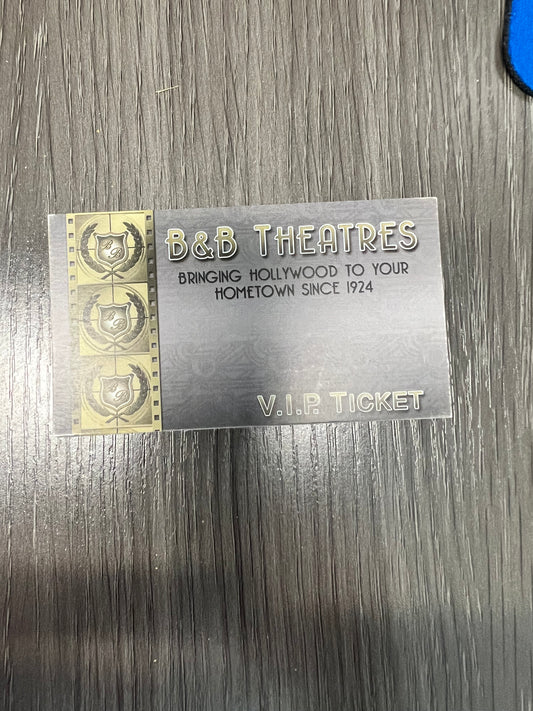 B&B THEATRES
BRINGING HOLLYWOOD TO YOUR
HOMETOWN SINCE 1924
V.I.P. TICKET